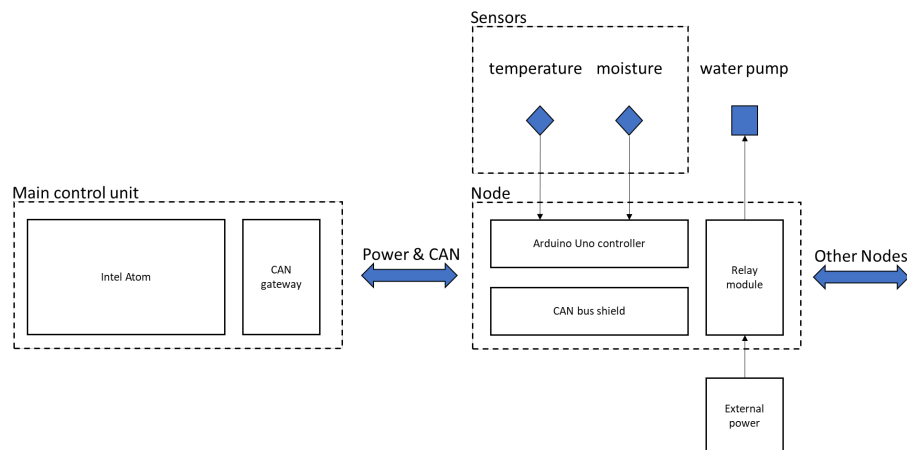 Sensors
temperature
moisture
water pump
Main control unit
Node
Intel Atom
CAN
gateway
Power & CAN
Arduino Uno controller
CAN bus shield
Relay
module
Other Nodes
External
power